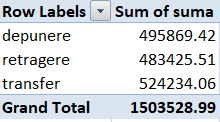 Row Labels Sum of suma
depunere 495869.42
retragere 483425.51
transfer 524234.06
Grand Total 1503528.99